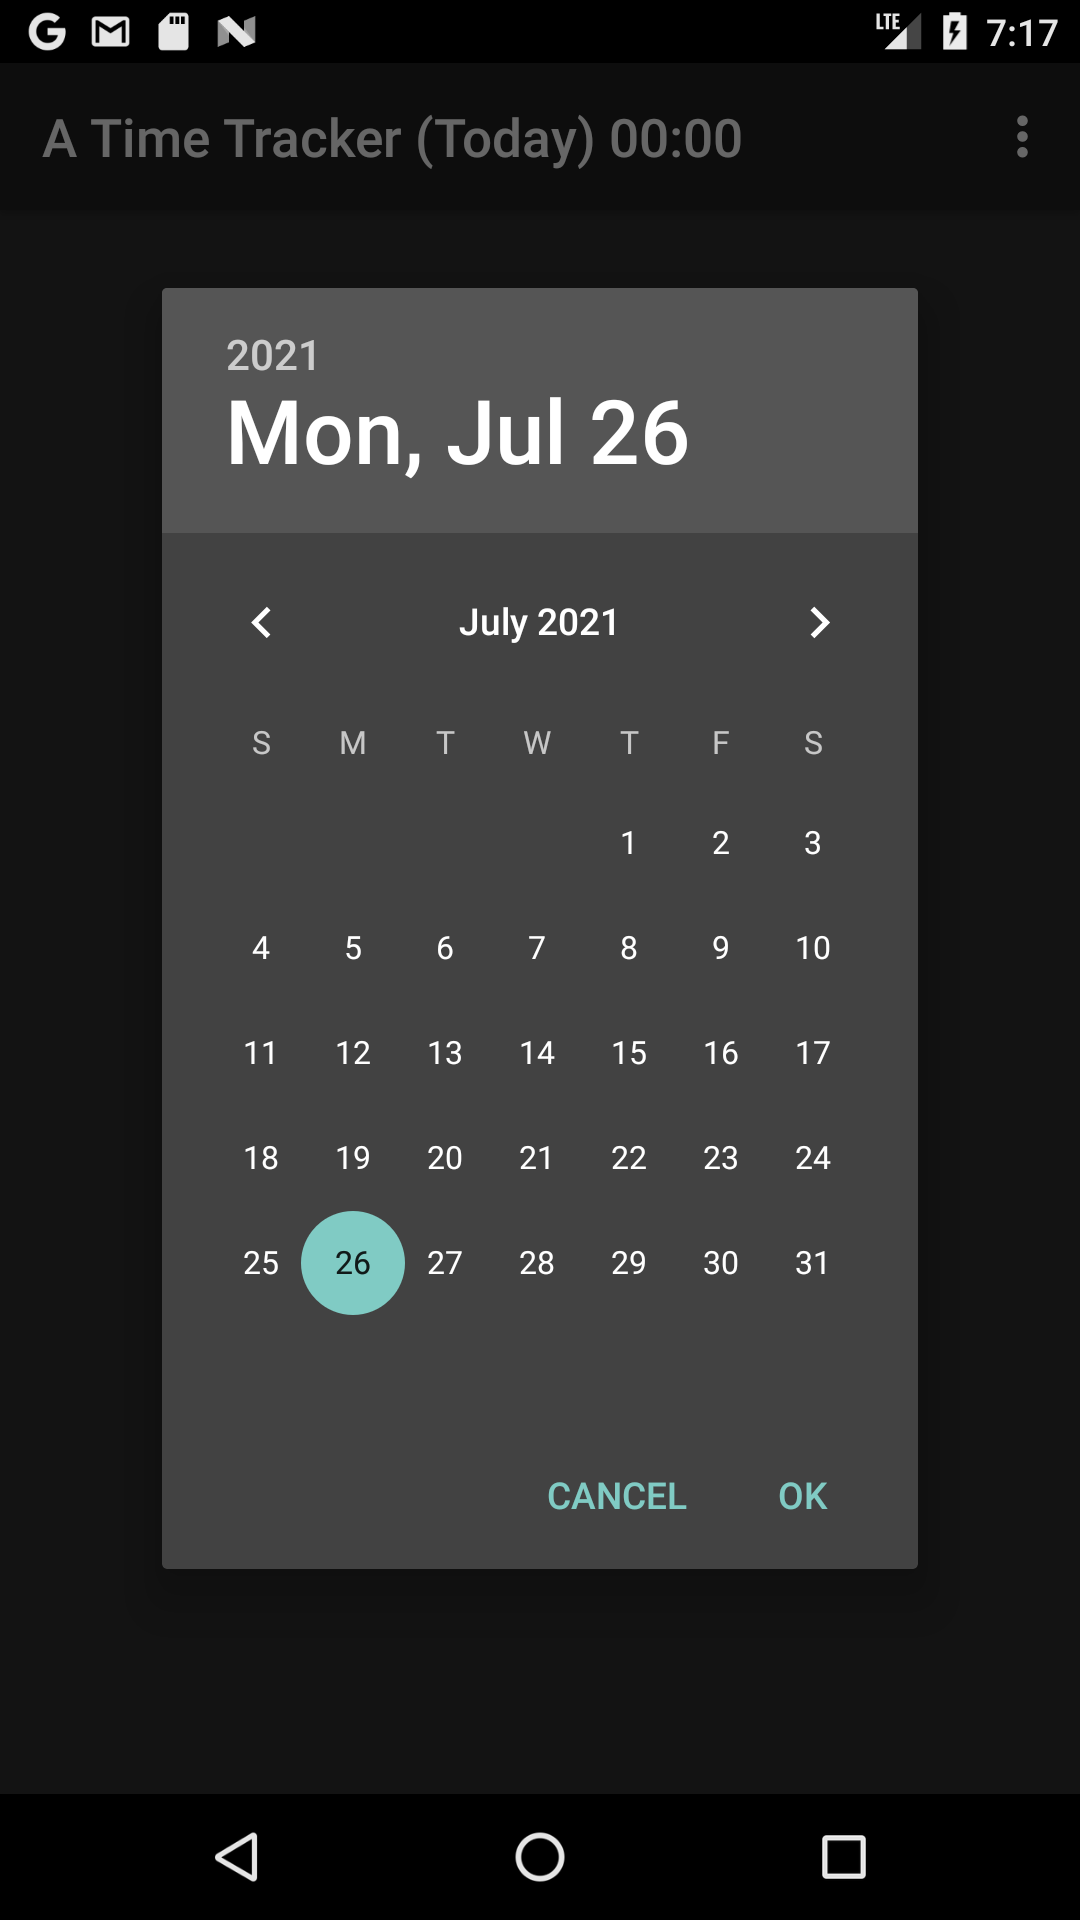 LTE 7:17
A Time Tracker (Today) 00:00
2021
Mon, Jul 26
July 2021
S M T W T F S
1 2 3
4 5 6 7 8 9 10
11 12 13 14 15 16 17
18 19 20 21 22 23 24
25 26 27 28 29 30 31
CANCEL OK